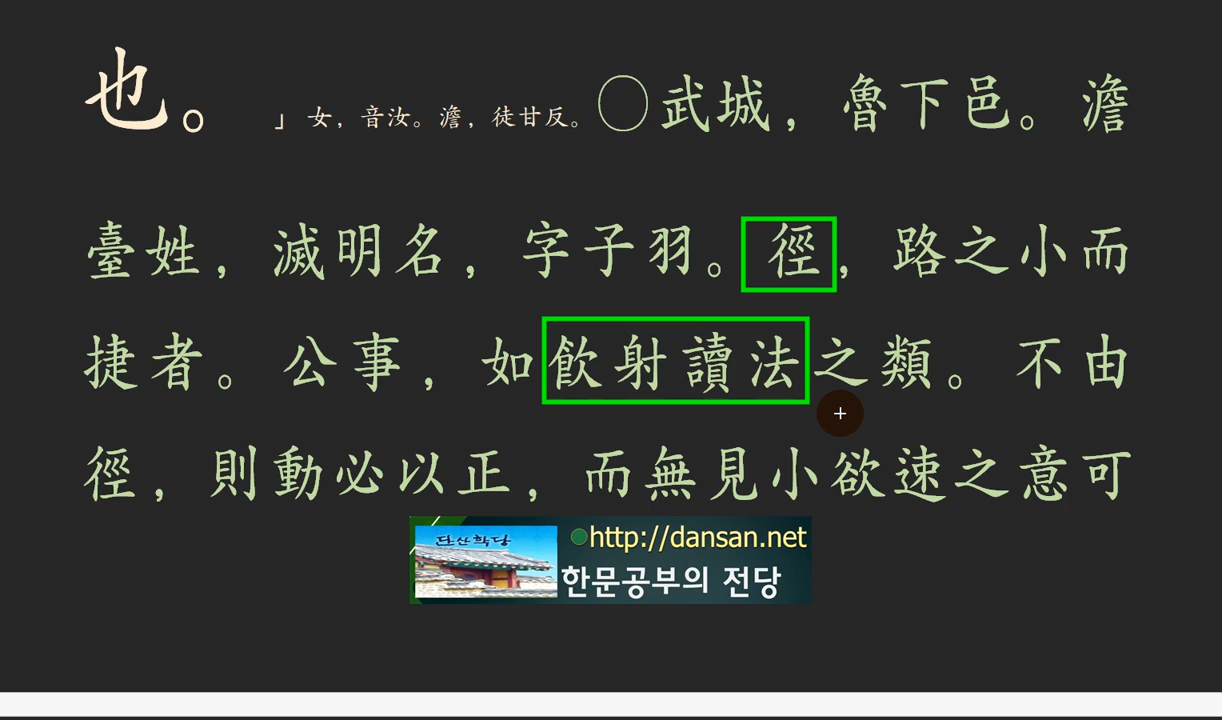 也。 」女，音汝。澹，徒甘反。○武城，魯下邑。澹
臺姓，滅明名，字子羽。徑，路之小而
捷者。公事，如飮射讀法之類。不由
徑，則動必以正，而無見小欲速之意可
단산학당
http://dansan.net
한문공부의 전당